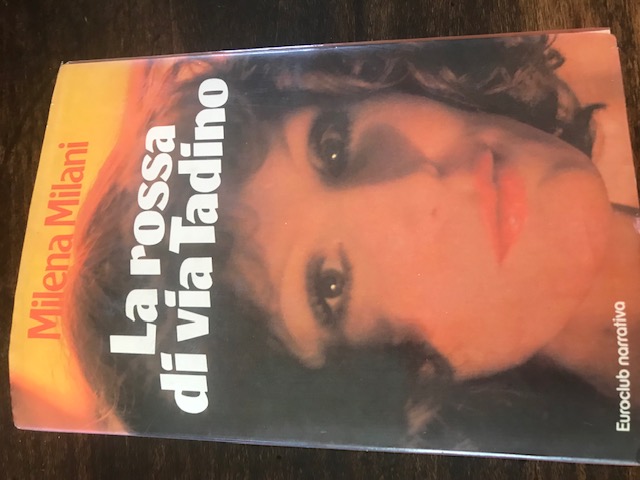 Milena Milani
La rossa
di via Tadino
Euroclub narrativa